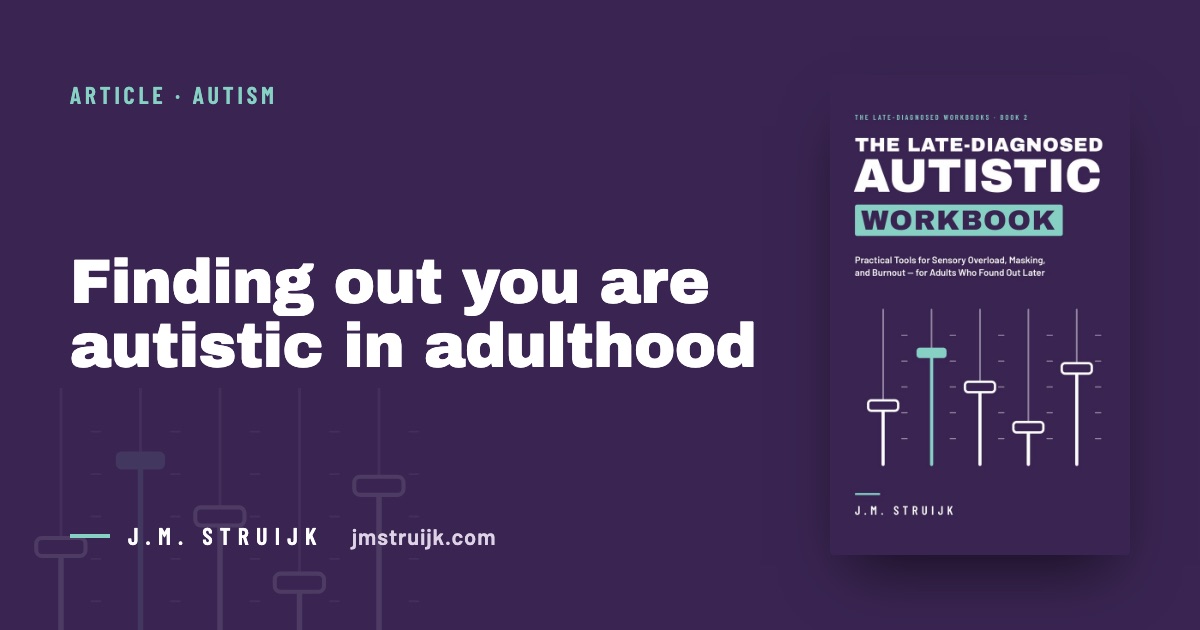 ARTICLE · AUTISM
Finding out you are
autistic in adulthood
J.M. STRUIJK jmstruijk.com
THE LATE-DIAGNOSED WORKBOOKS · BOOK 2
THE LATE-DIAGNOSED
AUTISTIC
WORKBOOK
Practical Tools for Sensory Overload, Masking,
and Burnout — for Adults Who Found Out Later
J.M. STRUIJK